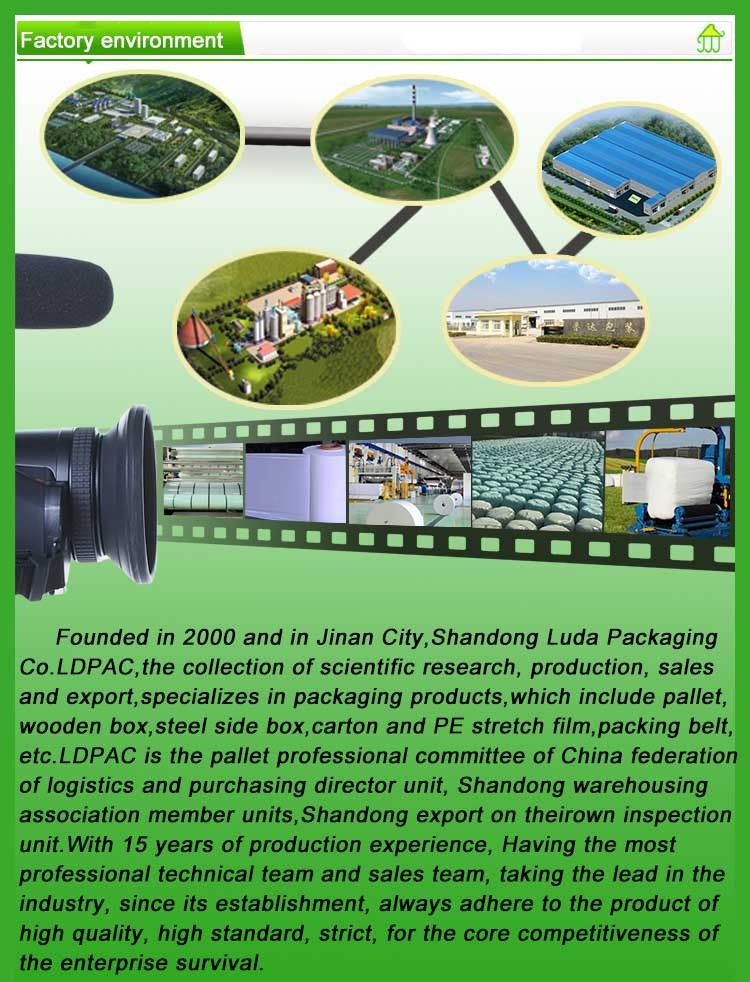 Factory environment
鲁达包装
Founded in 2000 and in Jinan City,Shandong Luda Packaging
Co.LDPAC,the collection of scientific research, production, sales
and export,specializes in packaging products,which include pallet,
wooden box,steel side box,carton and PE stretch film,packing belt,
etc.LDPAC is the pallet professional committee of China federation
of logistics and purchasing director unit, Shandong warehousing
association member units,Shandong export on theirown inspection
unit.With 15 years of production experience, Having the most
professional technical team and sales team, taking the lead in the
industry, since its establishment, always adhere to the product of
high quality, high standard, strict, for the core competitiveness of
the enterprise survival.